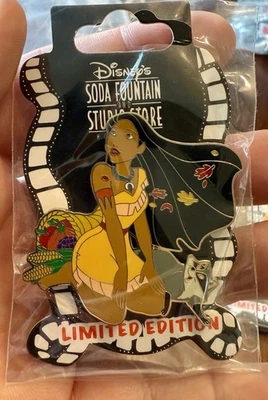 Disney's
SODA FOUNTAIN
STUDIO STORE
LIMITED EDITION